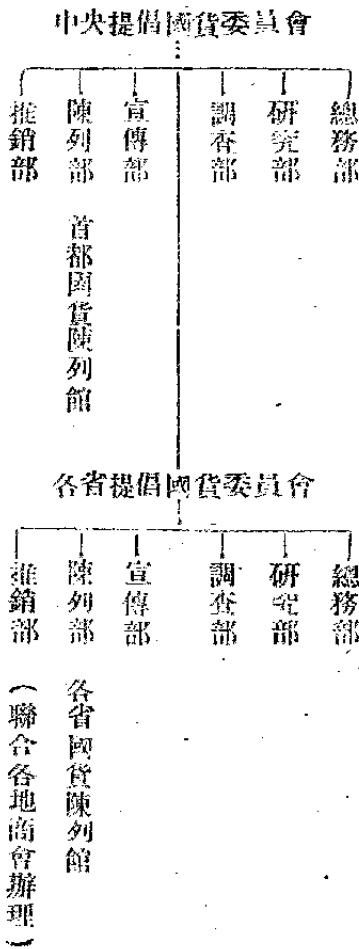 中央提倡國貨委員會
總務部
研究部
調查部
宣傳部
陳列部 首都國貨陳列館
推銷部
各省提倡國貨委員會
總務部
研究部
調查部
宣傳部
陳列部 各省國貨陳列館
推銷部 (聯合各地商會辦理)